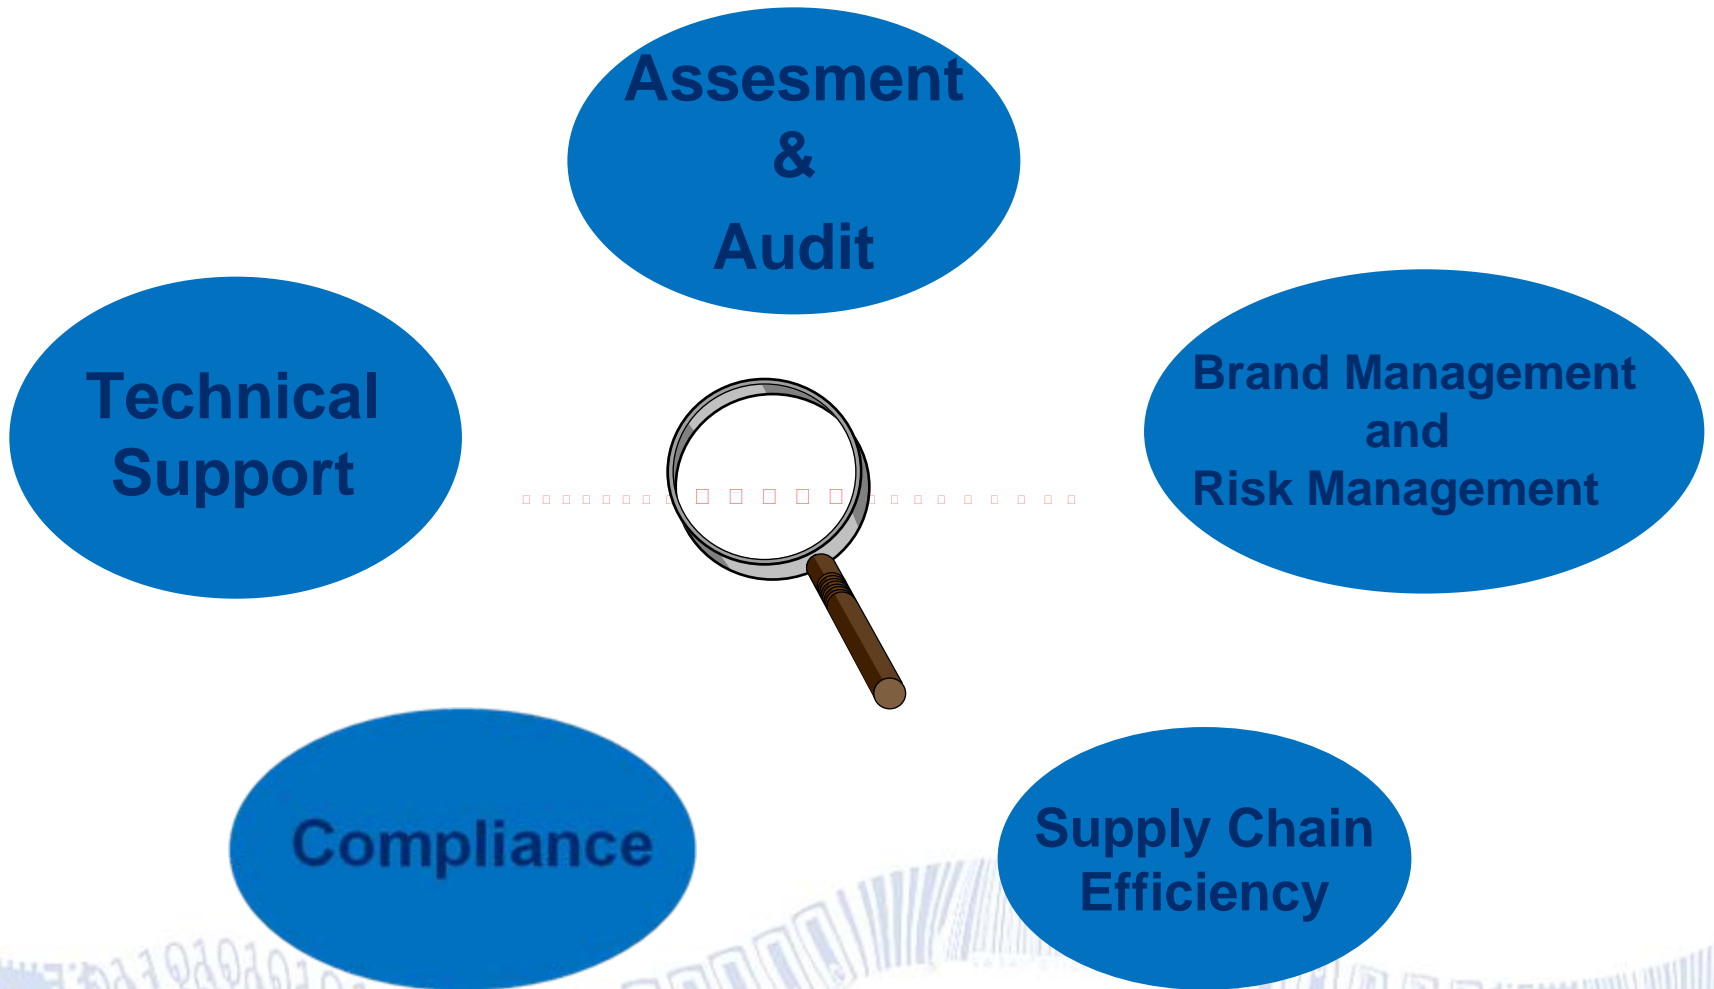 Assesment
&
Audit
Technical
Support
Brand Management
and
Risk Management
Compliance
Supply Chain
Efficiency